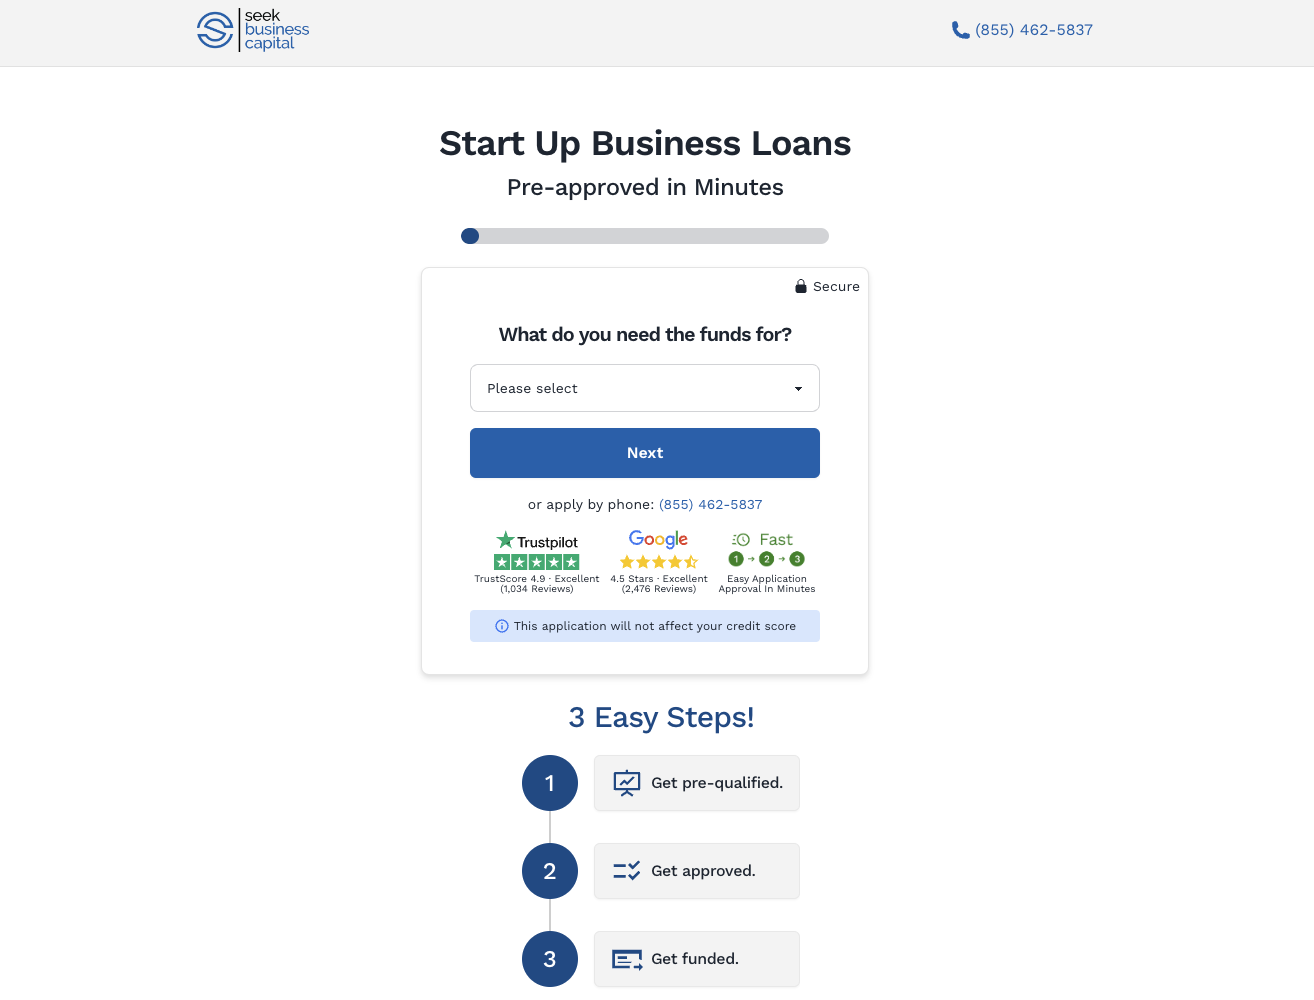 seek
business
capital
(855) 462-5837
Start Up Business Loans
Pre-approved in Minutes
Secure
What do you need the funds for?
Please select
Next
or apply by phone: (855) 462-5837
Trustpilot
TrustScore 4.9 · Excellent
(1,034 Reviews)
Google
4.5 Stars · Excellent
(2,476 Reviews)
Fast
1 → 2 → 3
Easy Application
Approval In Minutes
This application will not affect your credit score
3 Easy Steps!
1 Get pre-qualified.
2 Get approved.
3 Get funded.